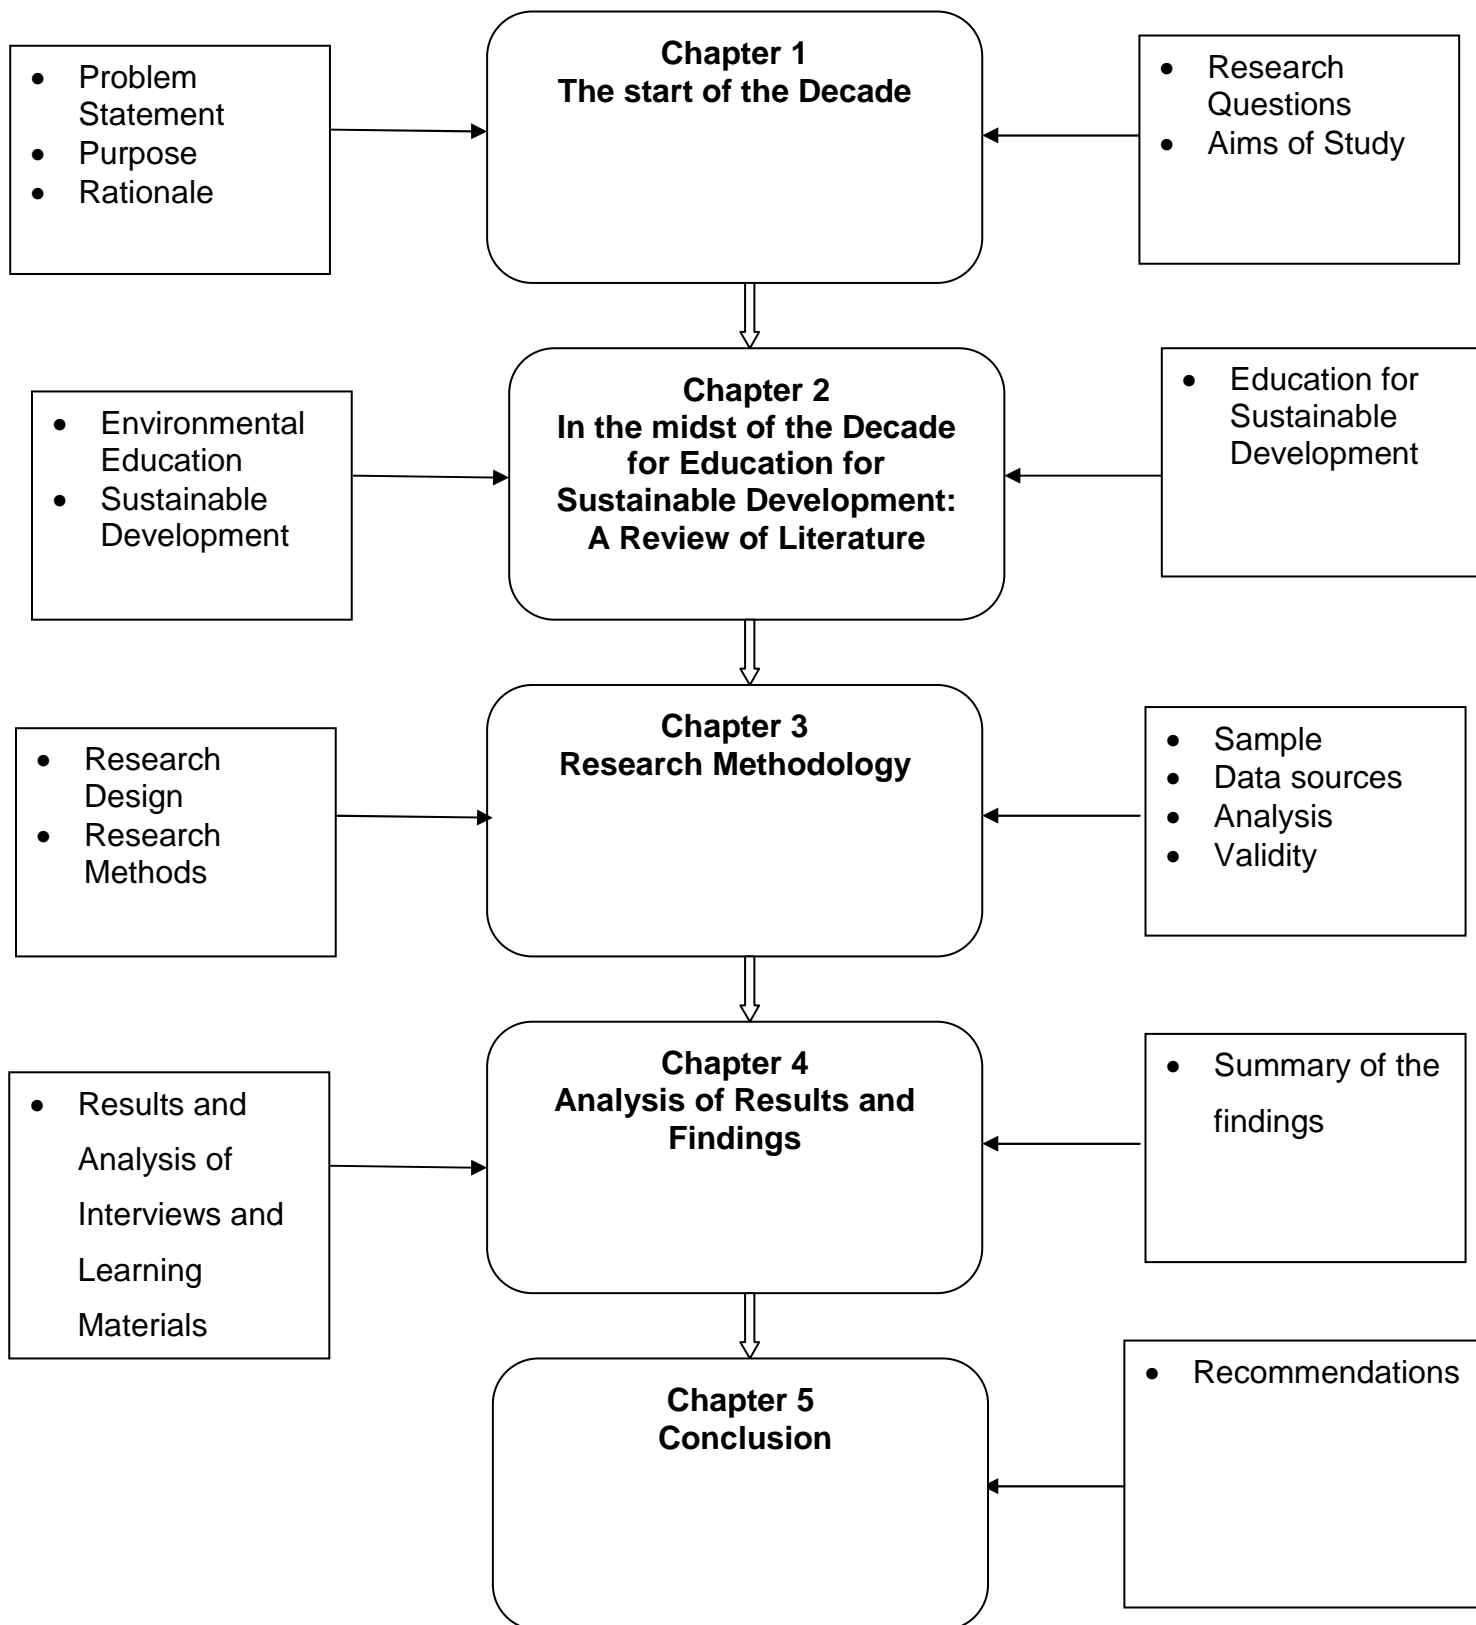 Chapter 1
The start of the Decade
• Problem
Statement
• Purpose
• Rationale
• Research
Questions
• Aims of Study
Chapter 2
In the midst of the Decade
for Education for
Sustainable Development:
A Review of Literature
• Environmental
Education
• Sustainable
Development
• Education for
Sustainable
Development
Chapter 3
Research Methodology
• Research
Design
• Research
Methods
• Sample
• Data sources
• Analysis
• Validity
Chapter 4
Analysis of Results and
Findings
• Results and
Analysis of
Interviews and
Learning
Materials
• Summary of the
findings
Chapter 5
Conclusion
• Recommendations